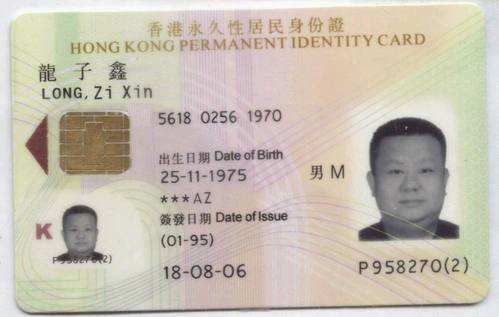 香港永久性居民身份證
HONG KONG PERMANENT IDENTITY CARD
龍子鑫
LONG, Zi Xin
5618 0256 1970
出生日期 Date of Birth
25-11-1975
男 M
***AZ
簽發日期 Date of Issue
(01-95)
18-08-06
K
P958270(2)
P958270(2)